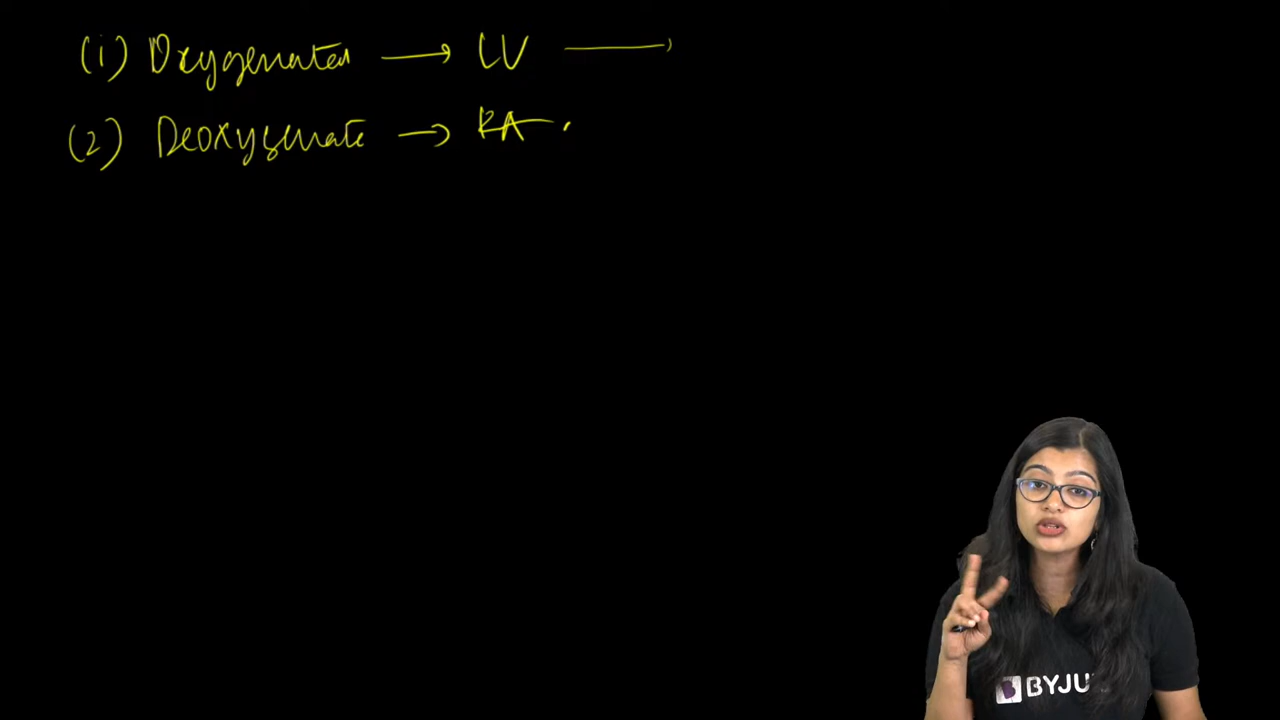 (1) Oxygenated → LV →
(2) Deoxygenate → RA
BYJU